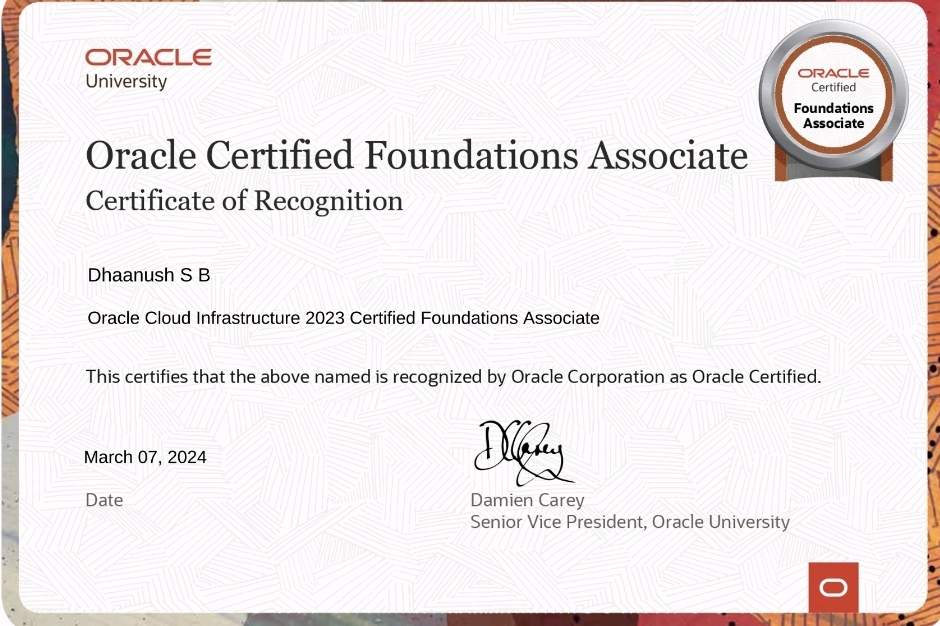 ORACLE
University
ORACLE
Certified
Foundations
Associate
Oracle Certified Foundations Associate
Certificate of Recognition
Dhaanush S B
Oracle Cloud Infrastructure 2023 Certified Foundations Associate
This certifies that the above named is recognized by Oracle Corporation as Oracle Certified.
DCarey
March 07, 2024
Date
Damien Carey
Senior Vice President, Oracle University